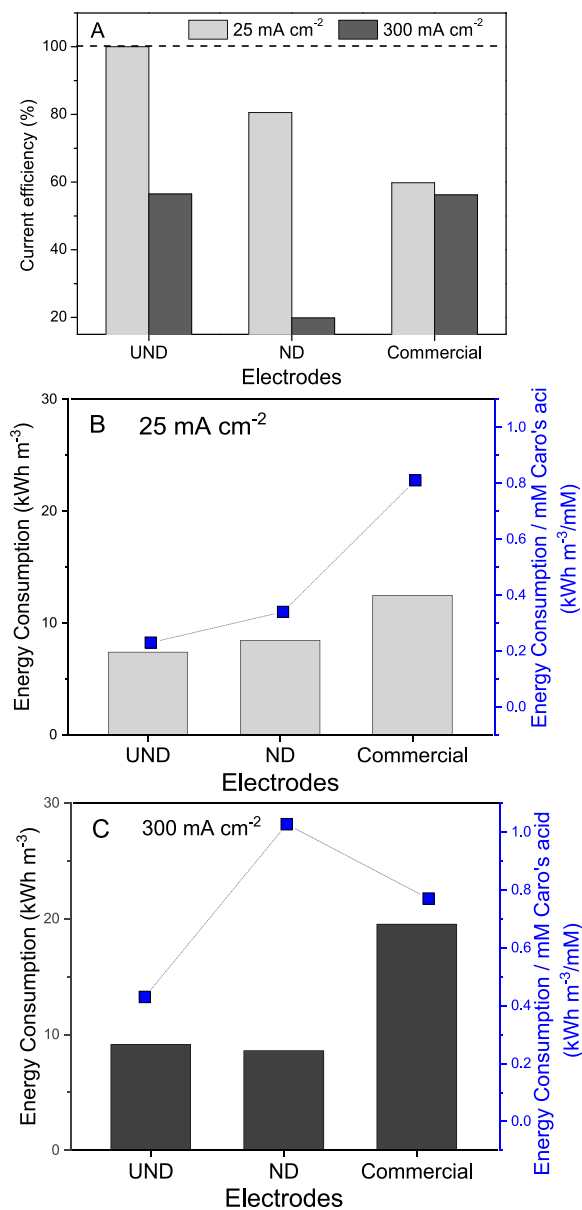 A
25 mA cm-2
300 mA cm-2
100
80
60
40
20
Current efficiency (%)
UND
ND
Commercial
Electrodes
B
25 mA cm-2
30
20
10
0
Energy Consumption (kWh m-3)
1.0
0.8
0.6
0.4
0.2
0.0
Energy Consumption / mM Caro's aci
(kWh m-3/mM)
UND
ND
Commercial
Electrodes
C
300 mA cm-2
30
20
10
0
Energy Consumption (kWh m-3)
1.0
0.8
0.6
0.4
0.2
0.0
Energy Consumption / mM Caro's acid
(kWh m-3/mM)
UND
ND
Commercial
Electrodes